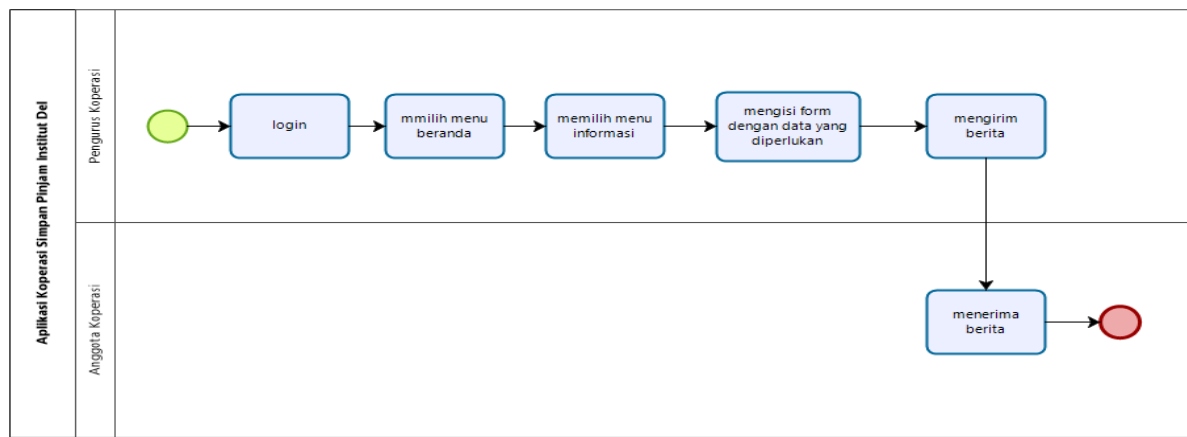 Aplikasi Koperasi Simpan Pinjam Institut Del
Pengurus Koperasi
login
mmilih menu
beranda
memilih menu
informasi
mengisi form
dengan data yang
diperlukan
mengirim
berita
Anggota Koperasi
menerima
berita